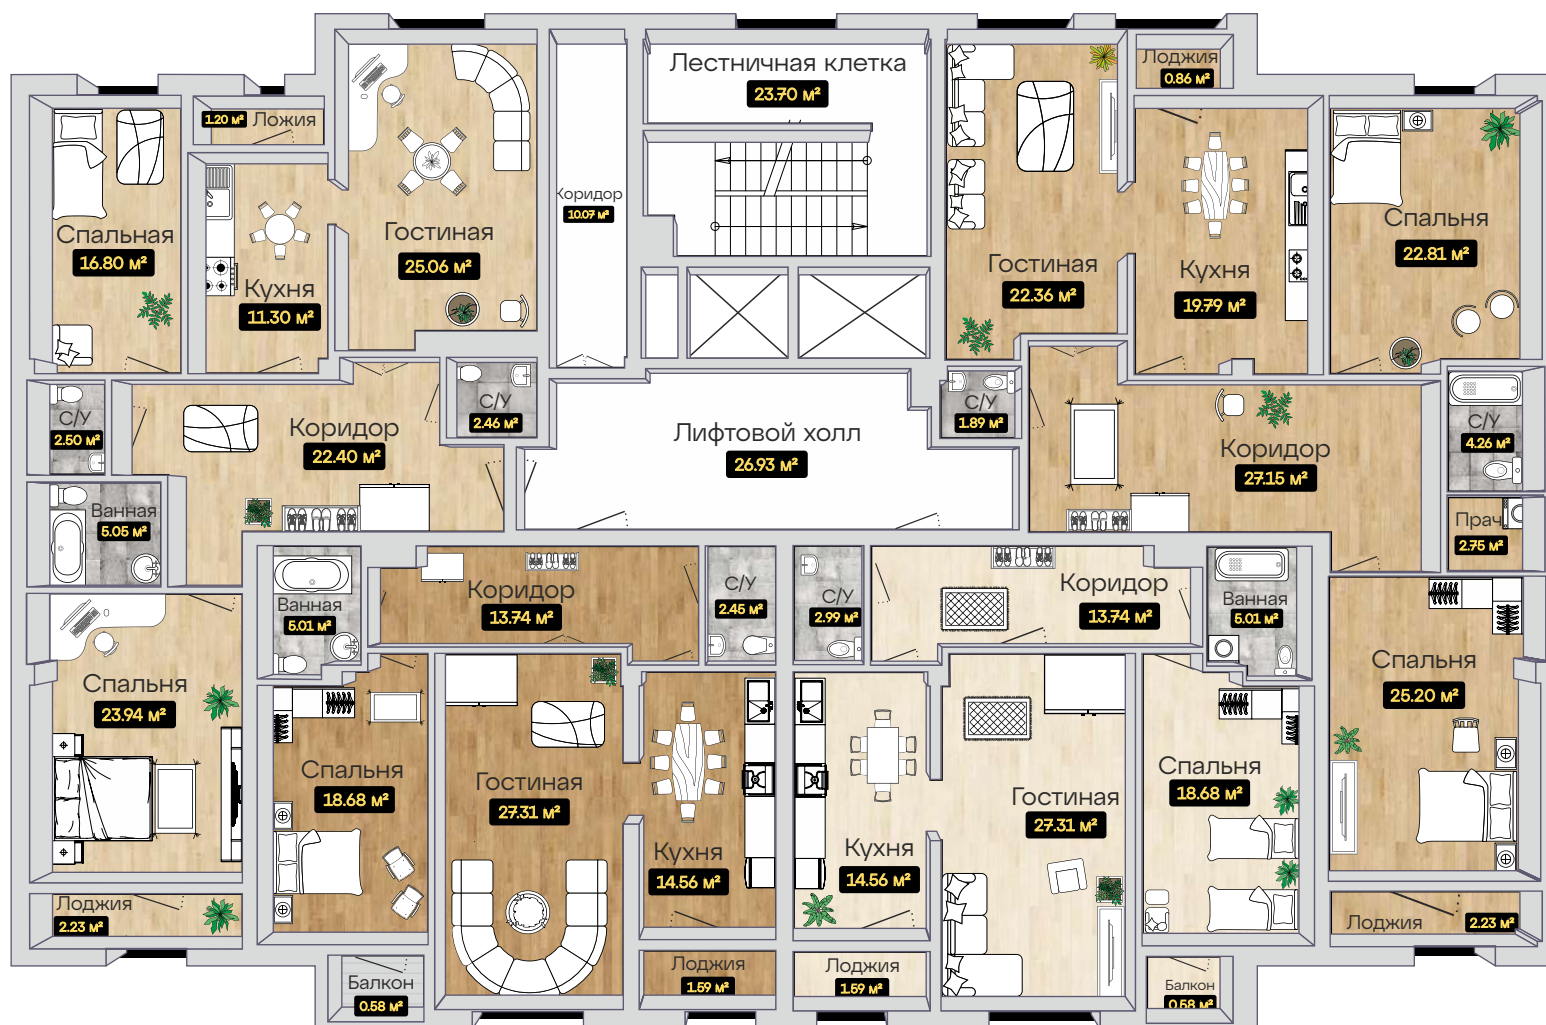 Лестничная клетка
23.70 м²
Лоджия
0.86 м²
1.20 м²
Ложия
Коридор
10.07 м²
Спальная
16.80 м²
Гостиная
25.06 м²
Кухня
11.30 м²
Гостиная
22.36 м²
Кухня
19.79 м²
Спальня
22.81 м²
С/У
2.50 м²
Коридор
22.40 м²
С/У
2.46 м²
Лифтовой холл
26.93 м²
С/У
1.89 м²
Коридор
27.15 м²
С/У
4.26 м²
Ванная
5.05 м²
Прач
2.75 м²
Ванная
5.01 м²
Коридор
13.74 м²
С/У
2.45 м²
С/У
2.99 м²
Коридор
13.74 м²
Ванная
5.01 м²
Спальня
23.94 м²
Спальня
18.68 м²
Гостиная
27.31 м²
Кухня
14.56 м²
Кухня
14.56 м²
Гостиная
27.31 м²
Спальня
18.68 м²
Спальня
25.20 м²
Лоджия
2.23 м²
Балкон
0.58 м²
Лоджия
1.59 м²
Лоджия
1.59 м²
Балкон
0.58 м²
Лоджия
2.23 м²